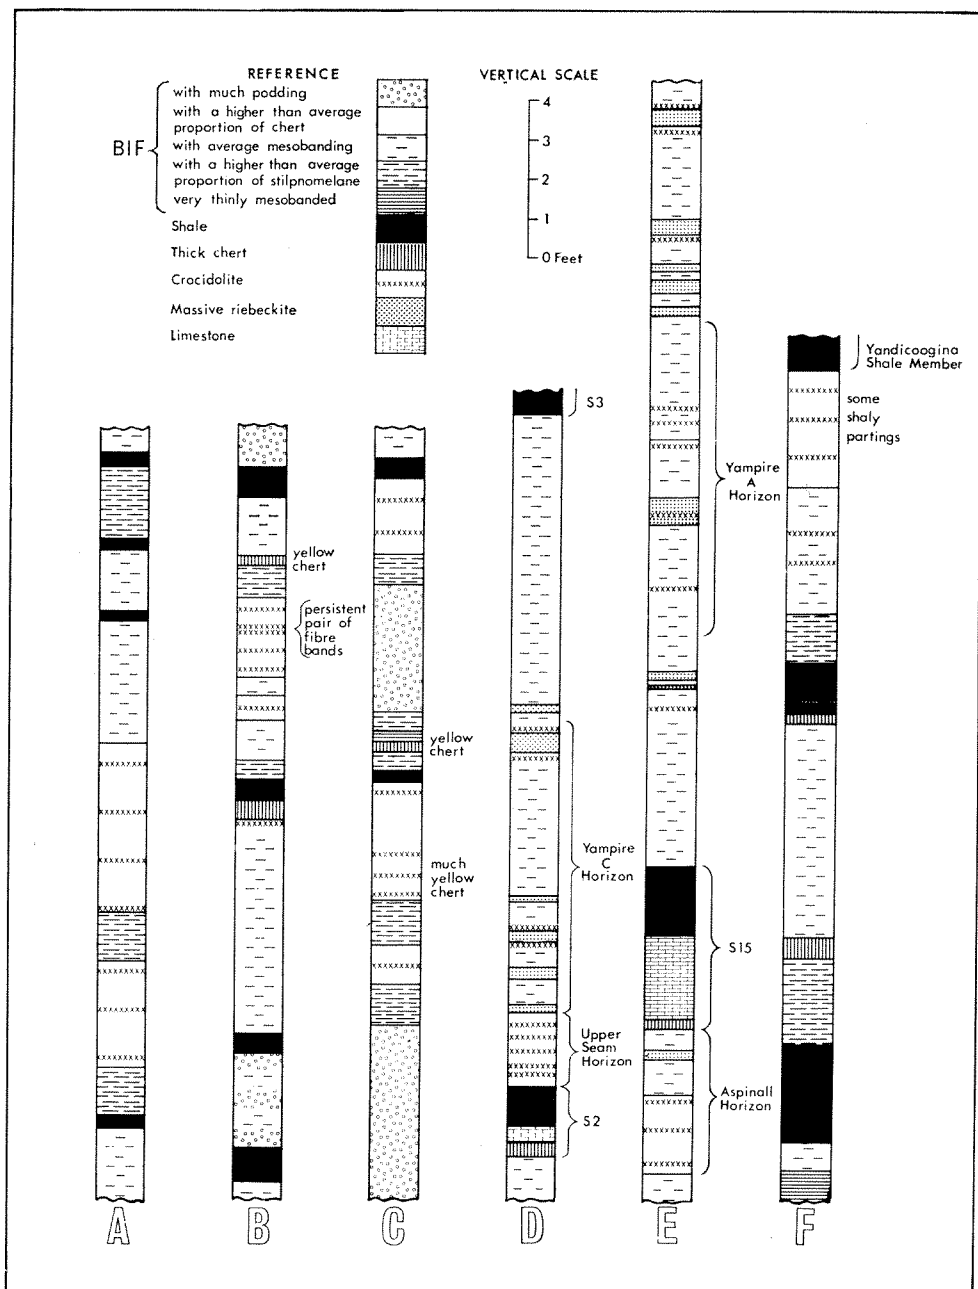 REFERENCE
BIF
with much podding
with a higher than average
proportion of chert
with average mesobanding
with a higher than average
proportion of stilpnomelane
very thinly mesobanded
Shale
Thick chert
Crocidolite
Massive riebeckite
Limestone
VERTICAL SCALE
4
3
2
1
0 Feet
yellow
chert
persistent
pair of
fibre
bands
yellow
chert
much
yellow
chert
S3
Yampire
C
Horizon
Upper
Seam
Horizon
S2
Yampire
A
Horizon
S15
Aspinall
Horizon
Yandicoogina
Shale Member
some
shaly
partings
A
B
C
D
E
F